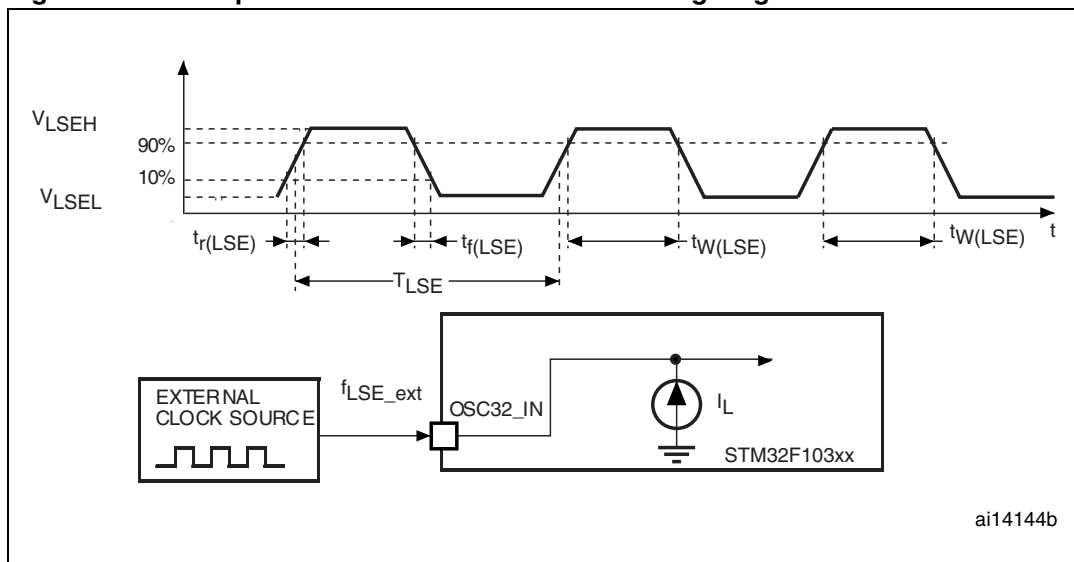 V_LSEH
90%
10%
V_LSEL
t_r(LSE)
t_f(LSE)
t_W(LSE)
t_W(LSE)
t
T_LSE
EXTERNAL
CLOCK SOURCE
f_LSE_ext
OSC32_IN
I_L
STM32F103xx
ai14144b